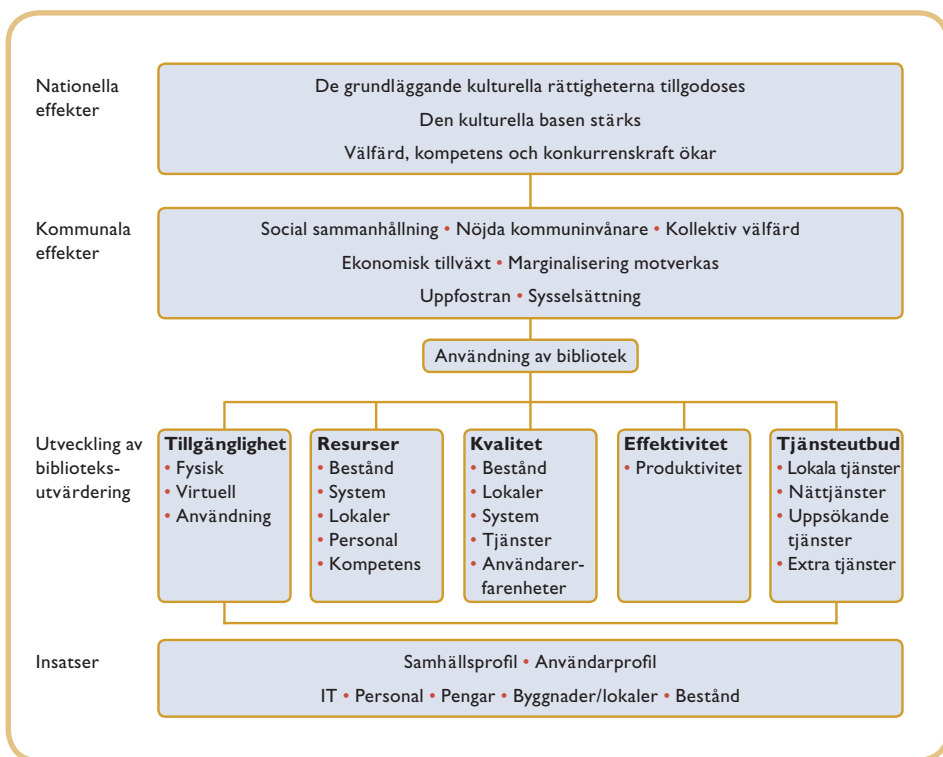 Nationella
effekter
De grundläggande kulturella rättigheterna tillgodoses
Den kulturella basen stärks
Välfärd, kompetens och konkurrenskraft ökar
Kommunala
effekter
Social sammanhållning • Nöjda kommuninvånare • Kollektiv välfärd
Ekonomisk tillväxt • Marginalisering motverkas
Uppfostran • Sysselsättning
Användning av bibliotek
Utveckling av
biblioteks-
utvärdering
Tillgänglighet
• Fysisk
• Virtuell
• Användning
Resurser
• Bestånd
• System
• Lokaler
• Personal
• Kompetens
Kvalitet
• Bestånd
• Lokaler
• System
• Tjänster
• Användarer-
farenheter
Effektivitet
• Produktivitet
Tjänsteutbud
• Lokala tjänster
• Nättjänster
• Uppsökande
tjänster
• Extra tjänster
Insatser
Samhällsprofil • Användarprofil
IT • Personal • Pengar • Byggnader/lokaler • Bestånd